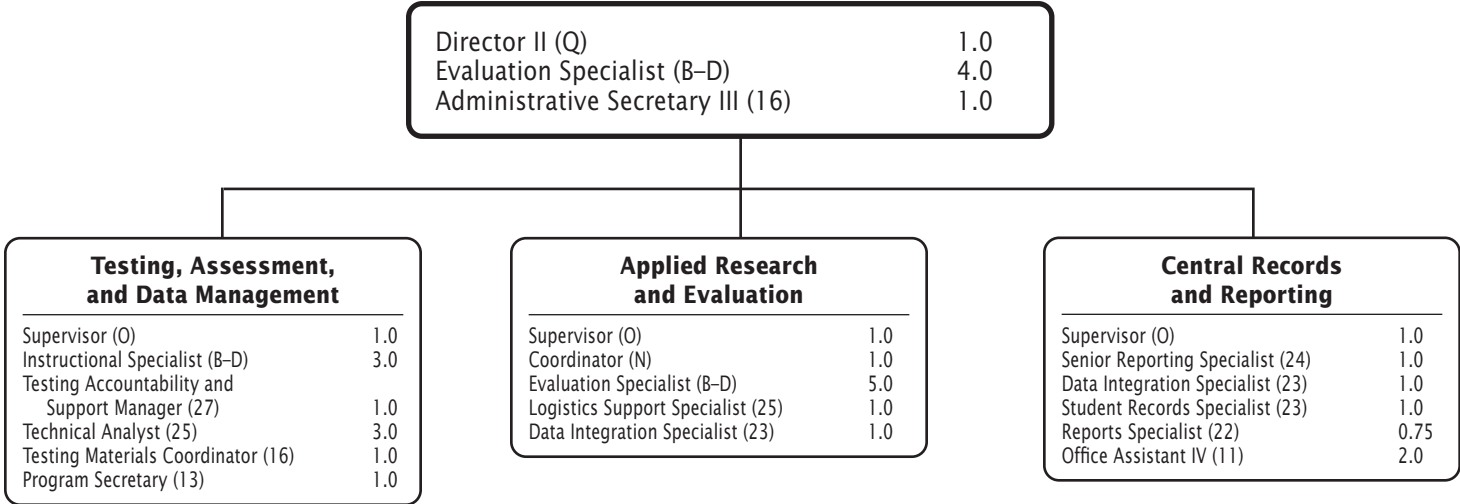 Director II (Q) 1.0
Evaluation Specialist (B–D) 4.0
Administrative Secretary III (16) 1.0
Testing, Assessment,
and Data Management
Supervisor (O) 1.0
Instructional Specialist (B–D) 3.0
Testing Accountability and
Support Manager (27) 1.0
Technical Analyst (25) 3.0
Testing Materials Coordinator (16) 1.0
Program Secretary (13) 1.0
Applied Research
and Evaluation
Supervisor (O) 1.0
Coordinator (N) 1.0
Evaluation Specialist (B–D) 5.0
Logistics Support Specialist (25) 1.0
Data Integration Specialist (23) 1.0
Central Records
and Reporting
Supervisor (O) 1.0
Senior Reporting Specialist (24) 1.0
Data Integration Specialist (23) 1.0
Student Records Specialist (23) 1.0
Reports Specialist (22) 0.75
Office Assistant IV (11) 2.0